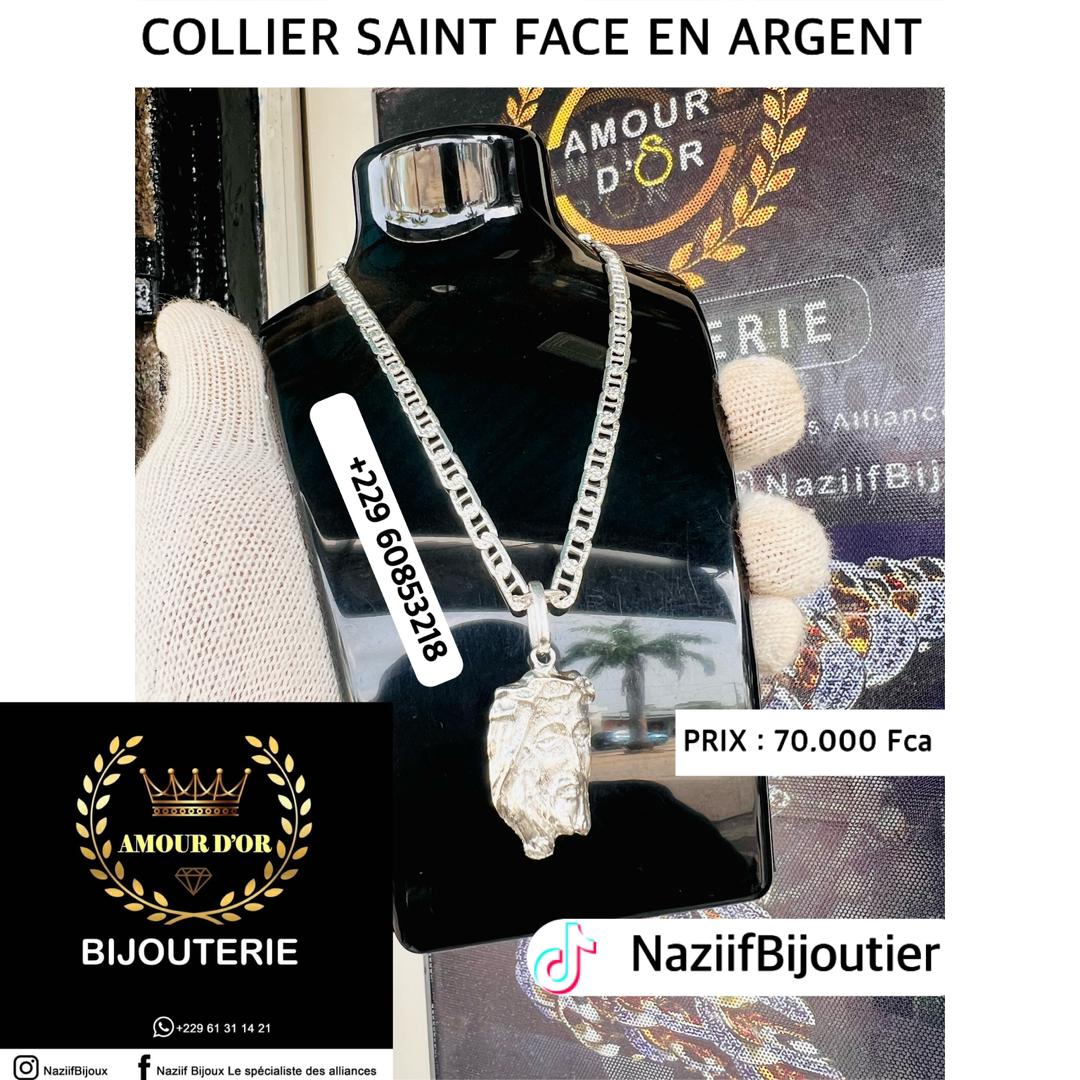 COLLIER SAINT FACE EN ARGENT
AMOUR
D'OR
ERIE
Alliance
NaziifBij
+229 60853218
PRIX : 70.000 Fca
AMOUR D'OR
BIJOUTERIE
+229 61 31 14 21
NaziifBijoutier
NaziifBijoux
Naziif Bijoux Le spécialiste des alliances